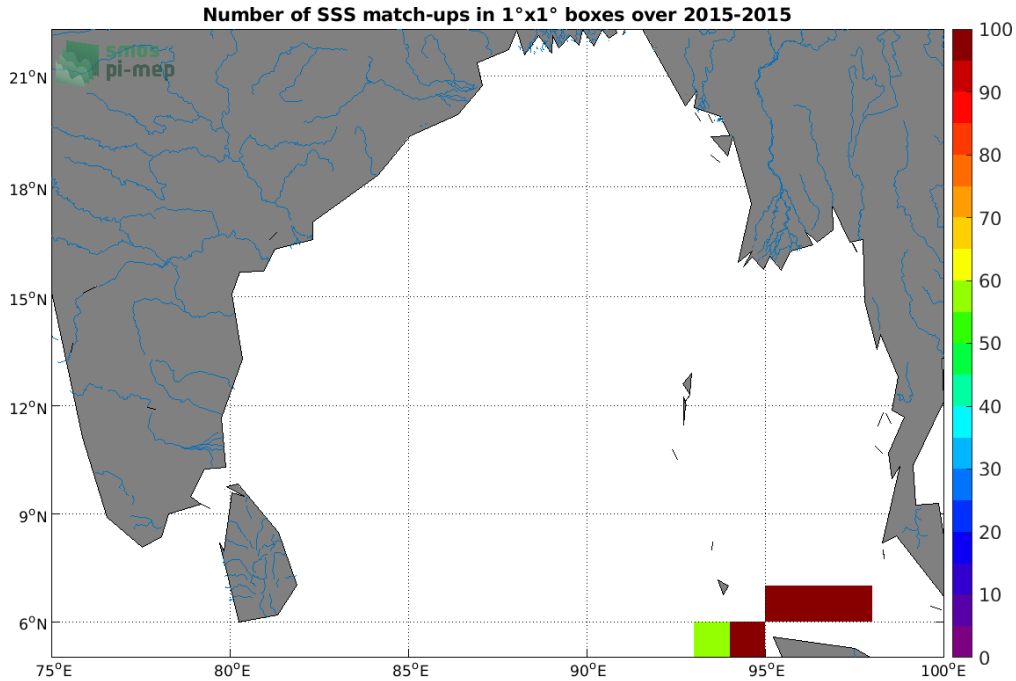 Number of SSS match-ups in 1°x1° boxes over 2015-2015
smos
pi-mep
21°N
18°N
15°N
12°N
9°N
6°N
75°E
80°E
85°E
90°E
95°E
100°E
100
90
80
70
60
50
40
30
20
10
0